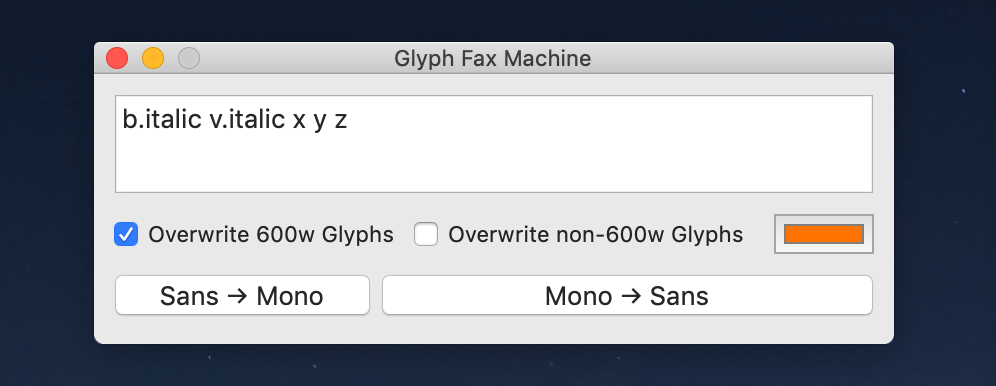 Glyph Fax Machine
b.italic v.italic x y z
Overwrite 600w Glyphs Overwrite non-600w Glyphs
Sans → Mono Mono → Sans